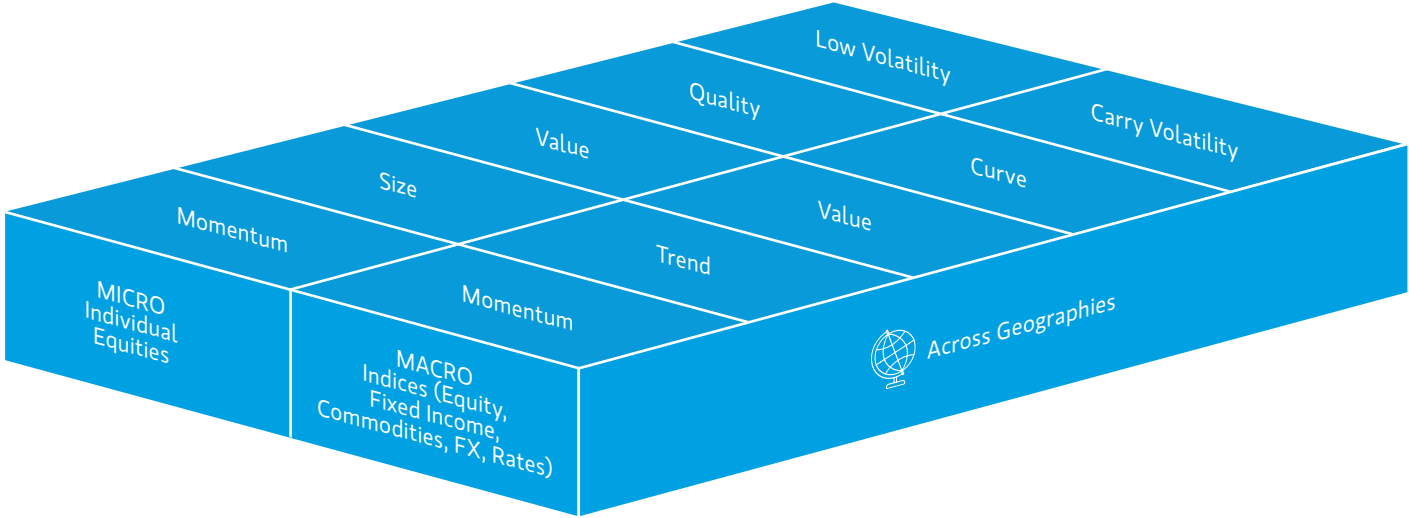 Low Volatility
Carry Volatility
Quality
Curve
Value
Value
Size
Trend
Momentum
Momentum
MICRO
Individual
Equities
MACRO
Indices (Equity,
Fixed Income,
Commodities, FX, Rates)
Across Geographies